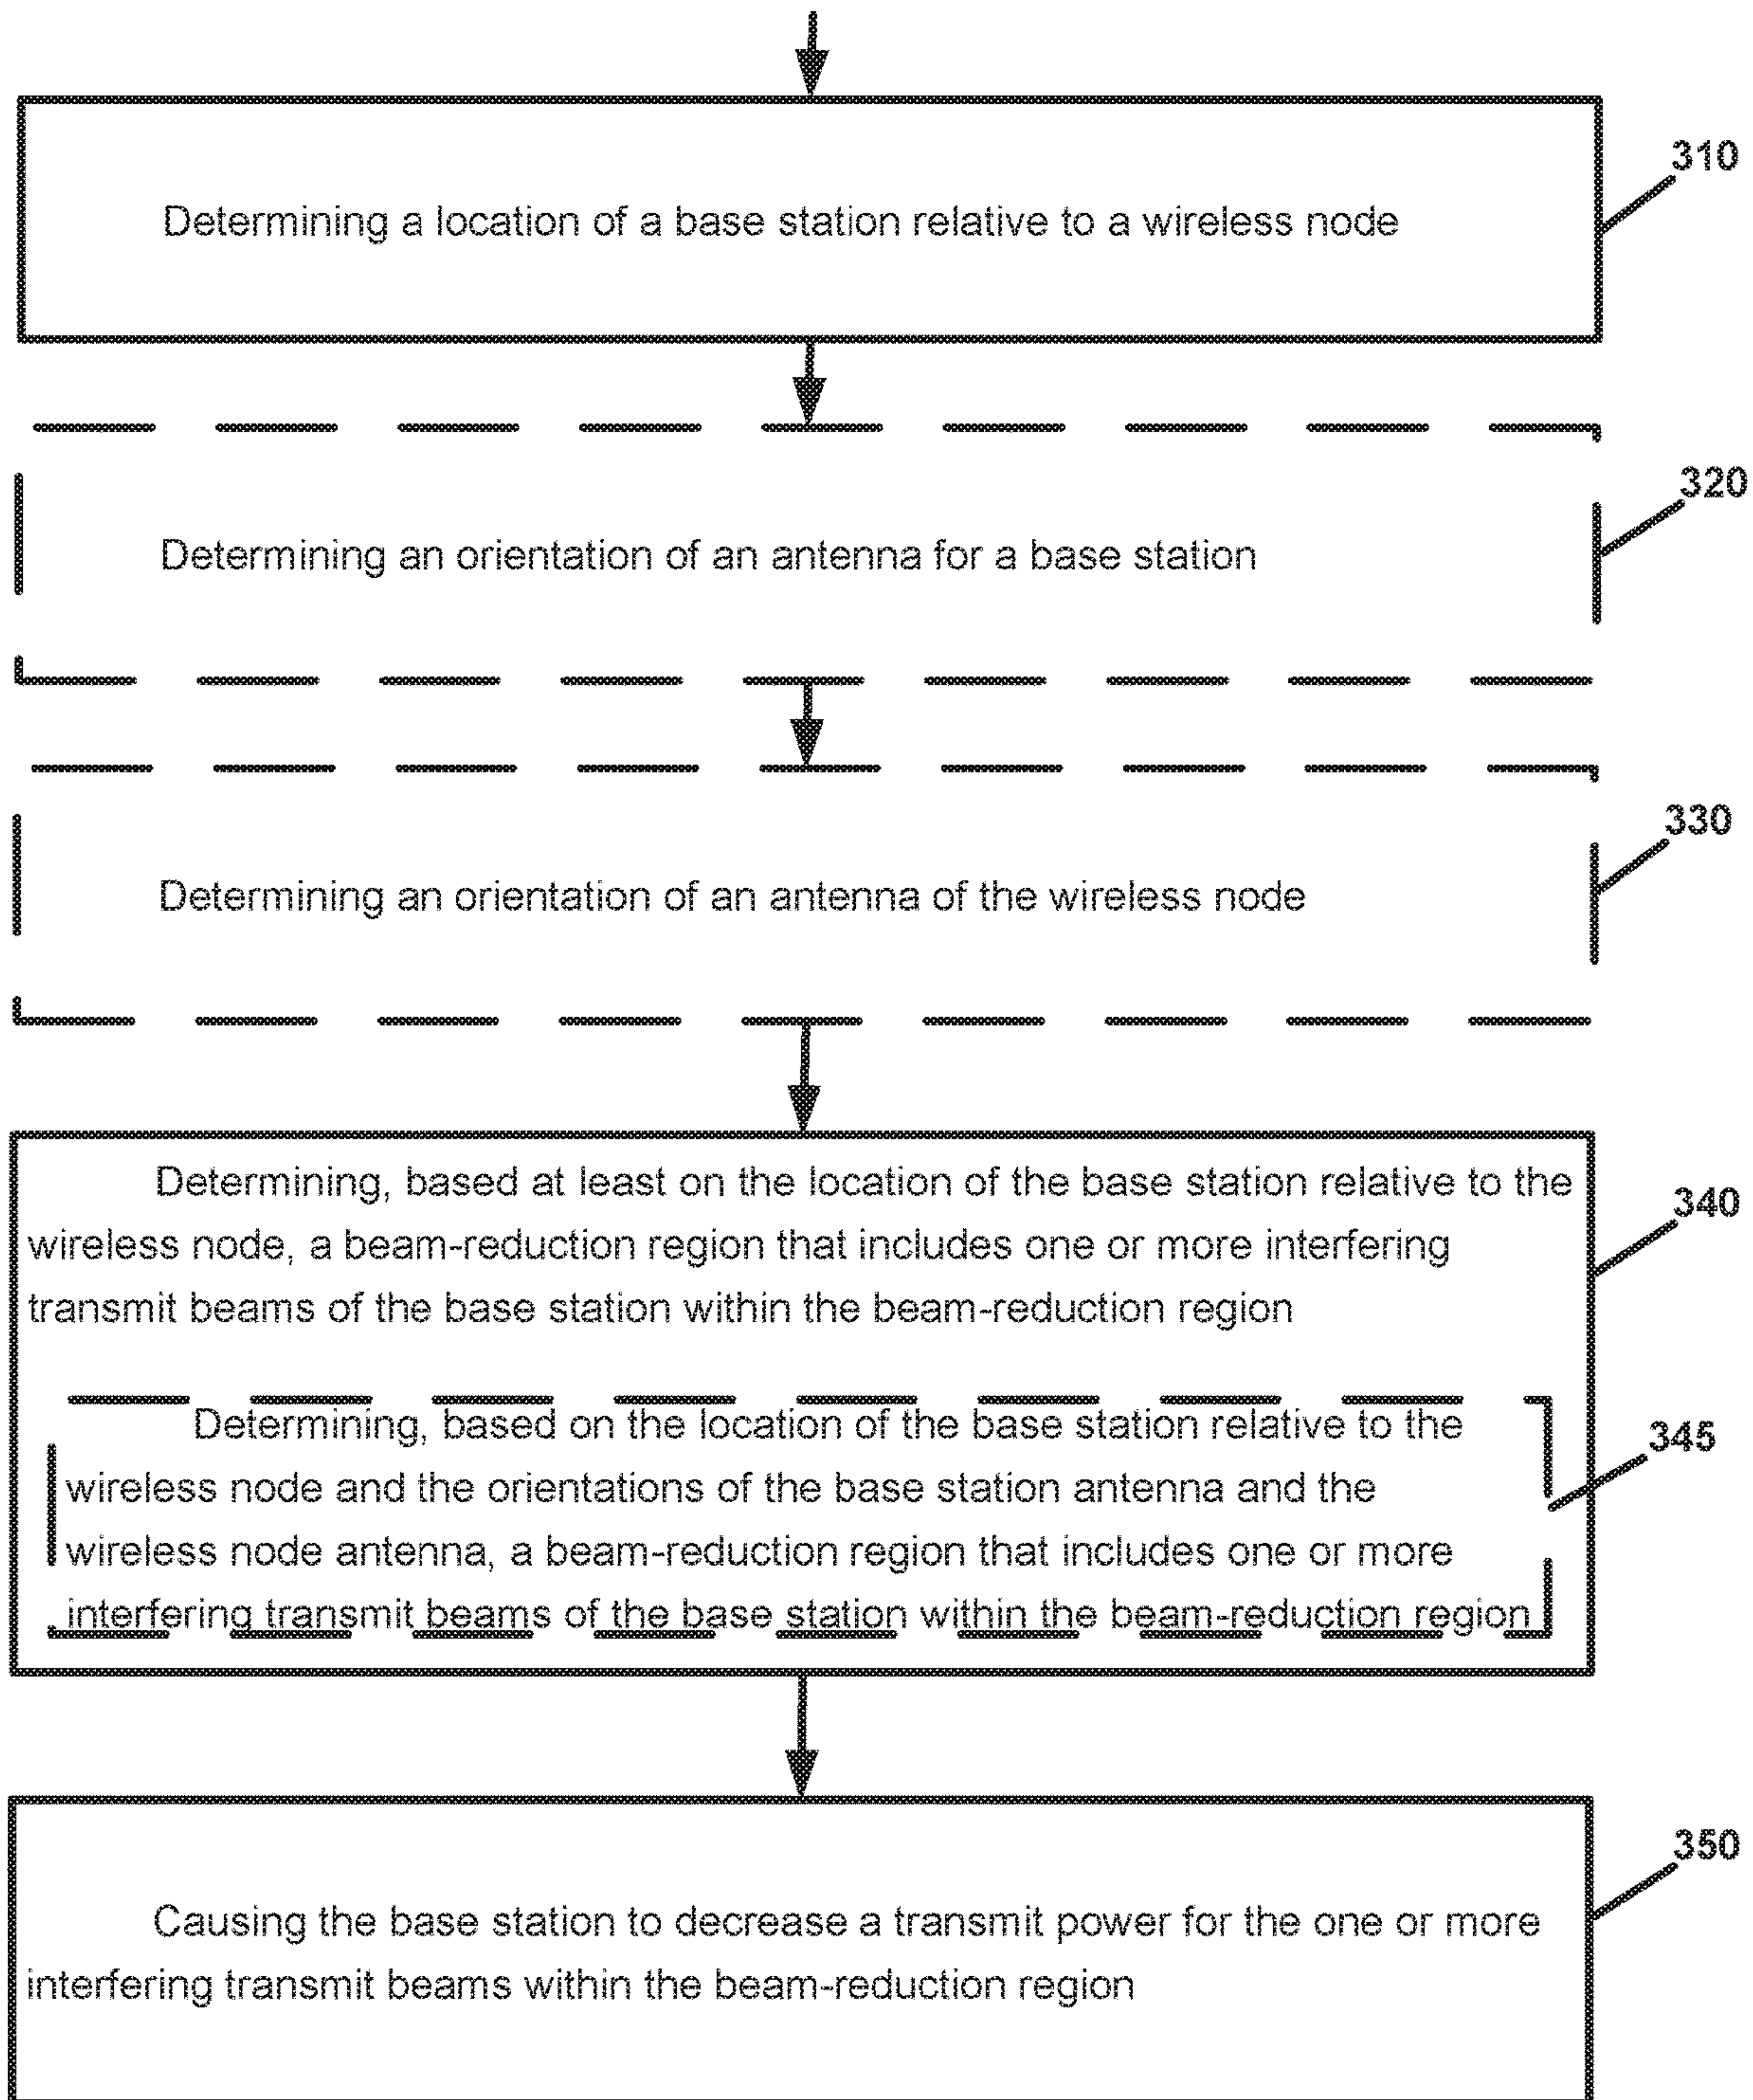 310
Determining a location of a base station relative to a wireless node
320
Determining an orientation of an antenna for a base station
330
Determining an orientation of an antenna of the wireless node
340
Determining, based at least on the location of the base station relative to the
wireless node, a beam-reduction region that includes one or more interfering
transmit beams of the base station within the beam-reduction region
345
Determining, based on the location of the base station relative to the
wireless node and the orientations of the base station antenna and the
wireless node antenna, a beam-reduction region that includes one or more
interfering transmit beams of the base station within the beam-reduction region
350
Causing the base station to decrease a transmit power for the one or more
interfering transmit beams within the beam-reduction region